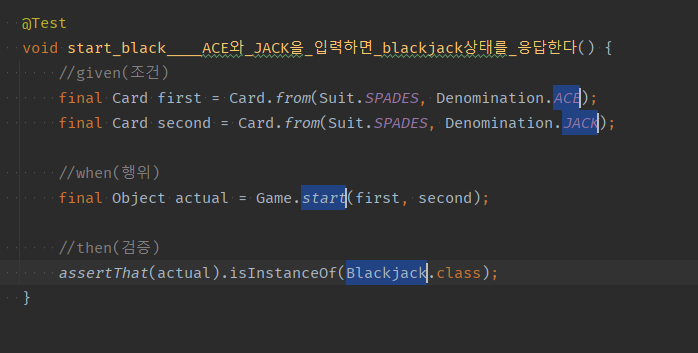 @Test
void start_black____ACE와_JACK을_입력하면_blackjack상태를_응답한다() {
//given(조건)
final Card first = Card.from(Suit.SPADES, Denomination.ACE);
final Card second = Card.from(Suit.SPADES, Denomination.JACK);
//when(행위)
final Object actual = Game.start(first, second);
//then(검증)
assertThat(actual).isInstanceOf(Blackjack.class);
}